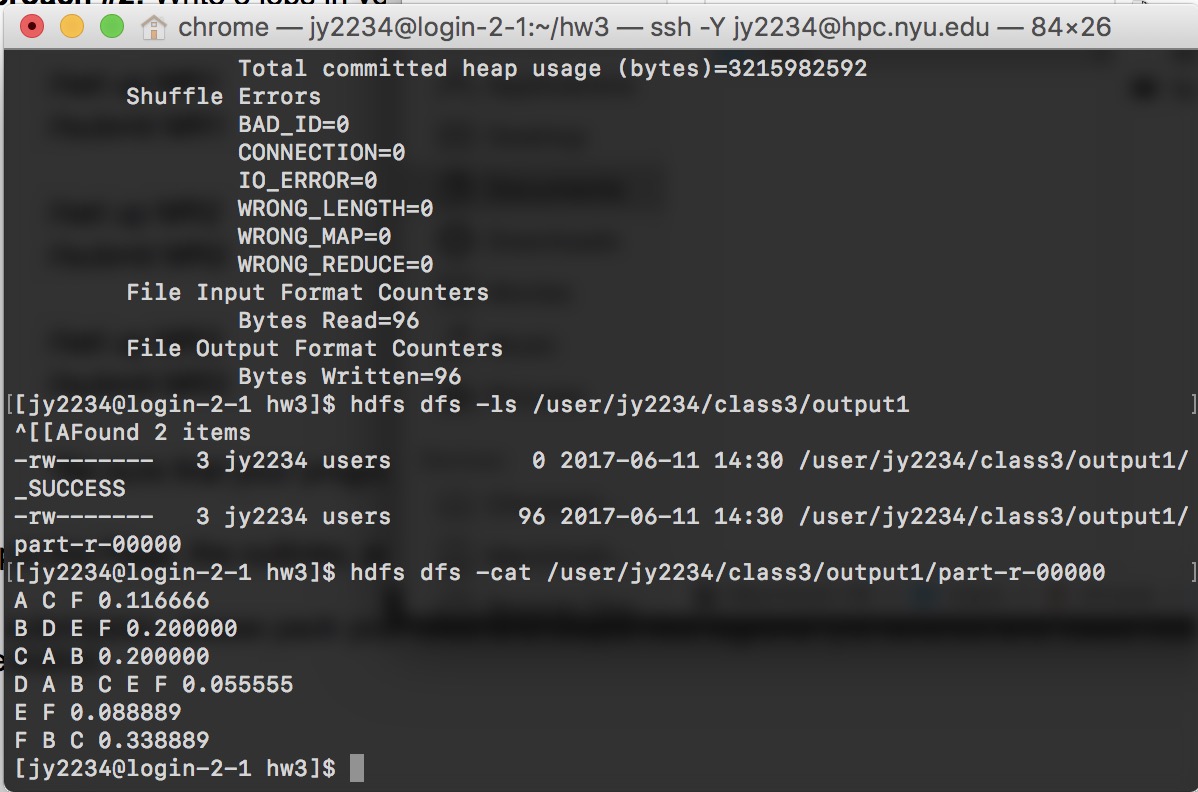 chrome — jy2234@login-2-1:~/hw3 — ssh -Y jy2234@hpc.nyu.edu — 84×26
Total committed heap usage (bytes)=3215982592
Shuffle Errors
BAD_ID=0
CONNECTION=0
IO_ERROR=0
WRONG_LENGTH=0
WRONG_MAP=0
WRONG_REDUCE=0
File Input Format Counters
Bytes Read=96
File Output Format Counters
Bytes Written=96
[[jy2234@login-2-1 hw3]$ hdfs dfs -ls /user/jy2234/class3/output1 ]
^[[AFound 2 items
-rw------- 3 jy2234 users 0 2017-06-11 14:30 /user/jy2234/class3/output1/
_SUCCESS
-rw------- 3 jy2234 users 96 2017-06-11 14:30 /user/jy2234/class3/output1/
part-r-00000
[[jy2234@login-2-1 hw3]$ hdfs dfs -cat /user/jy2234/class3/output1/part-r-00000 ]
A C F 0.116666
B D E F 0.200000
C A B 0.200000
D A B C E F 0.055555
E F 0.088889
F B C 0.338889
[jy2234@login-2-1 hw3]$